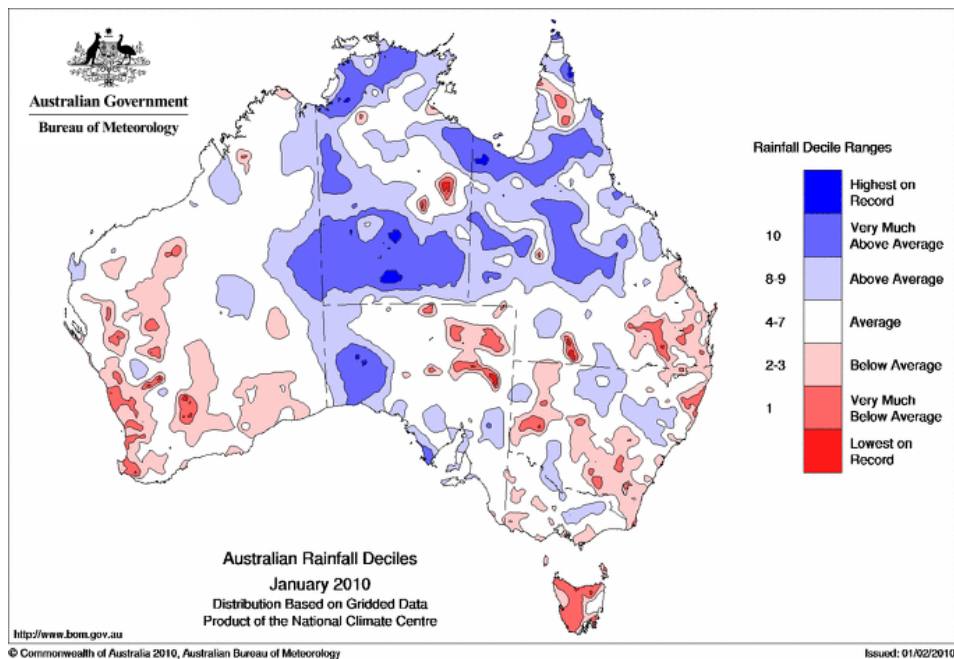 Australian Government
Bureau of Meteorology
Rainfall Decile Ranges
Highest on
Record
10
Very Much
Above Average
8-9
Above Average
4-7
Average
2-3
Below Average
1
Very Much
Below Average
Lowest on
Record
Australian Rainfall Deciles
January 2010
Distribution Based on Gridded Data
Product of the National Climate Centre
http://www.bom.gov.au
© Commonwealth of Australia 2010, Australian Bureau of Meteorology
Issued: 01/02/2010